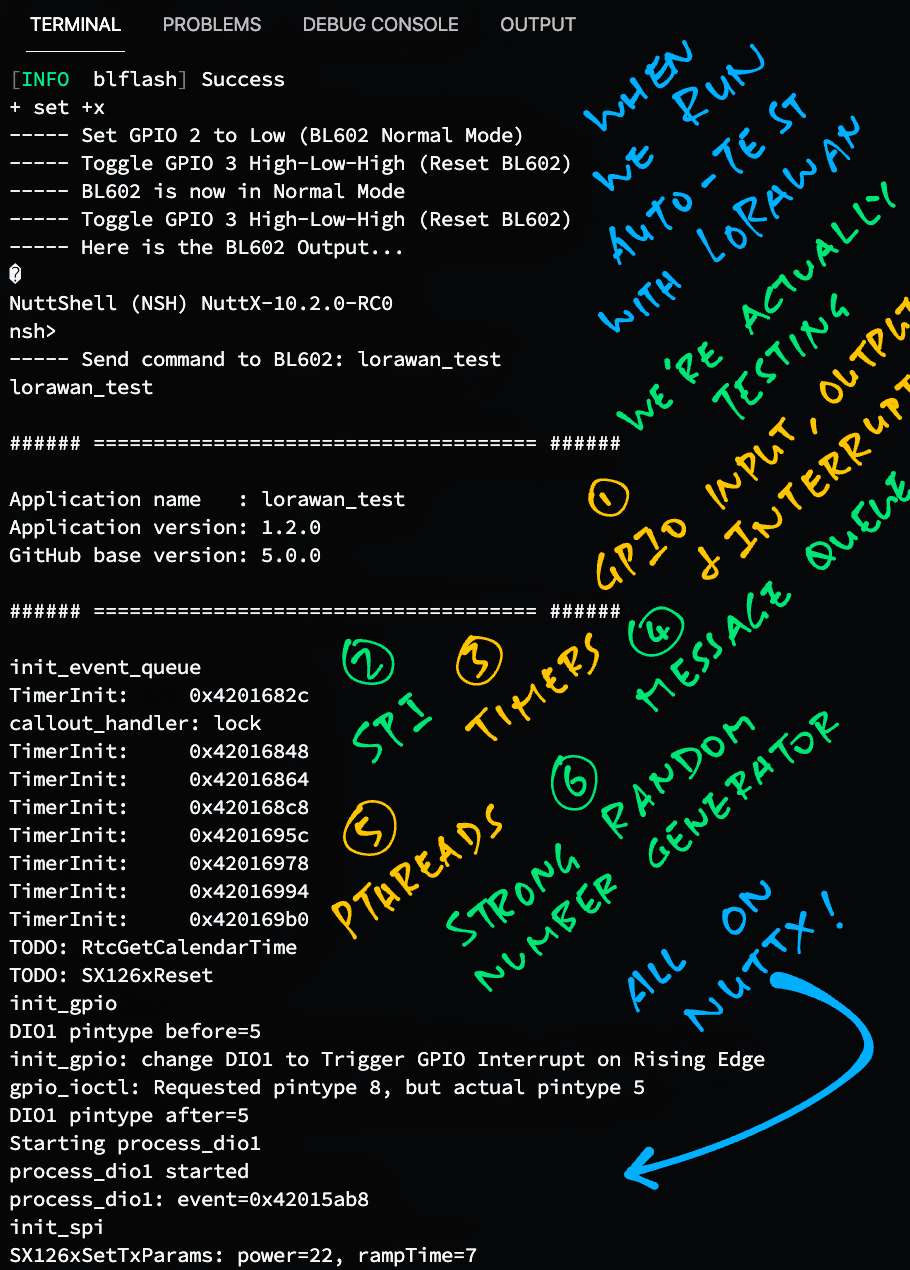 TERMINAL PROBLEMS DEBUG CONSOLE OUTPUT
[INFO  blflash] Success
+ set +x
----- Set GPIO 2 to Low (BL602 Normal Mode)
----- Toggle GPIO 3 High-Low-High (Reset BL602)
----- BL602 is now in Normal Mode
----- Toggle GPIO 3 High-Low-High (Reset BL602)
----- Here is the BL602 Output...
�
NuttShell (NSH) NuttX-10.2.0-RC0
nsh>
----- Send command to BL602: lorawan_test
lorawan_test
###### ===================================== ######
Application name   : lorawan_test
Application version: 1.2.0
GitHub base version: 5.0.0
###### ===================================== ######
init_event_queue
TimerInit:     0x4201682c
callout_handler: lock
TimerInit:     0x42016848
TimerInit:     0x42016864
TimerInit:     0x420168c8
TimerInit:     0x4201695c
TimerInit:     0x42016978
TimerInit:     0x42016994
TimerInit:     0x420169b0
TODO: RtcGetCalendarTime
TODO: SX126xReset
init_gpio
DIO1 pintype before=5
init_gpio: change DIO1 to Trigger GPIO Interrupt on Rising Edge
gpio_ioctl: Requested pintype 8, but actual pintype 5
DIO1 pintype after=5
Starting process_dio1
process_dio1 started
process_dio1: event=0x42015ab8
init_spi
SX126xSetTxParams: power=22, rampTime=7
WHEN
WE RUN
AUTO-TEST
WITH LORAWAN
WE'RE ACTUALLY
TESTING
1
GPIO INPUT, OUTPUT
& INTERRUPT
2
SPI
3
TIMERS
4
MESSAGE QUEUE
5
PTHREADS
6
STRONG RANDOM
NUMBER GENERATOR
ALL ON
NUTTX!